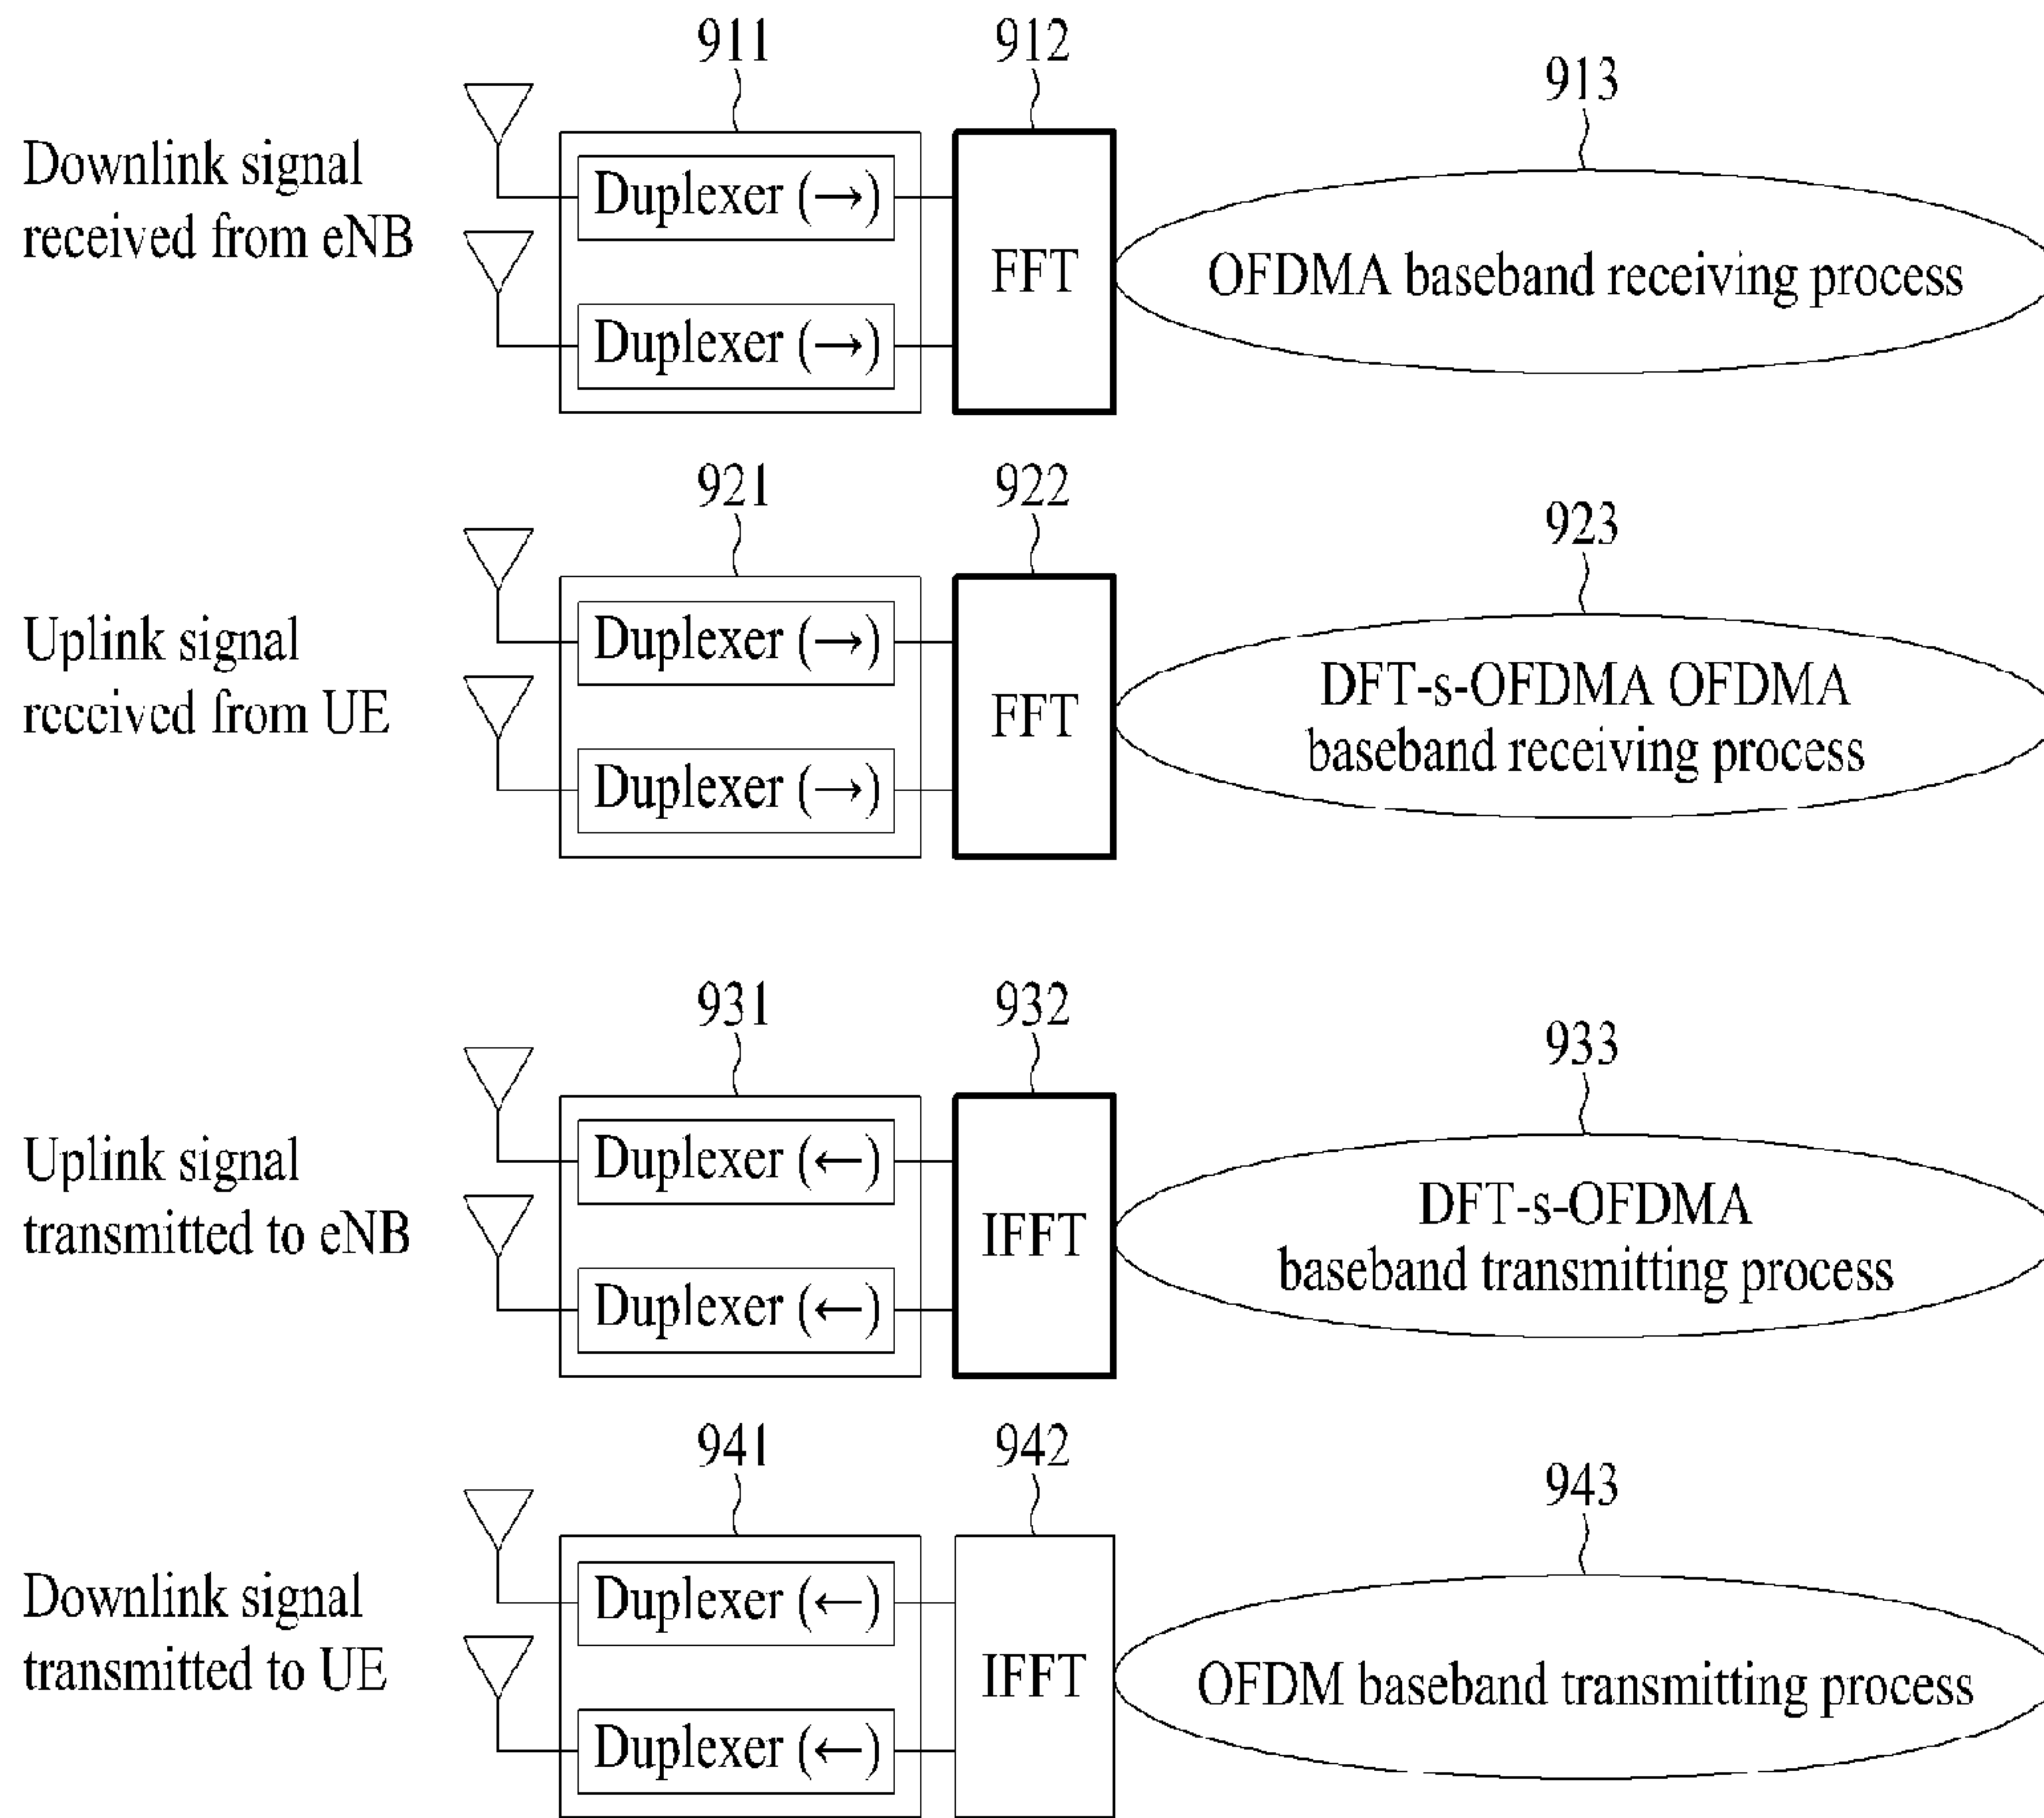 911
912
913
Downlink signal
received from eNB
Duplexer (→)
Duplexer (→)
FFT
OFDMA baseband receiving process
921
922
923
Uplink signal
received from UE
Duplexer (→)
Duplexer (→)
FFT
DFT-s-OFDMA OFDMA
baseband receiving process
931
932
933
Uplink signal
transmitted to eNB
Duplexer (←)
Duplexer (←)
IFFT
DFT-s-OFDMA
baseband transmitting process
941
942
943
Downlink signal
transmitted to UE
Duplexer (←)
Duplexer (←)
IFFT
OFDM baseband transmitting process